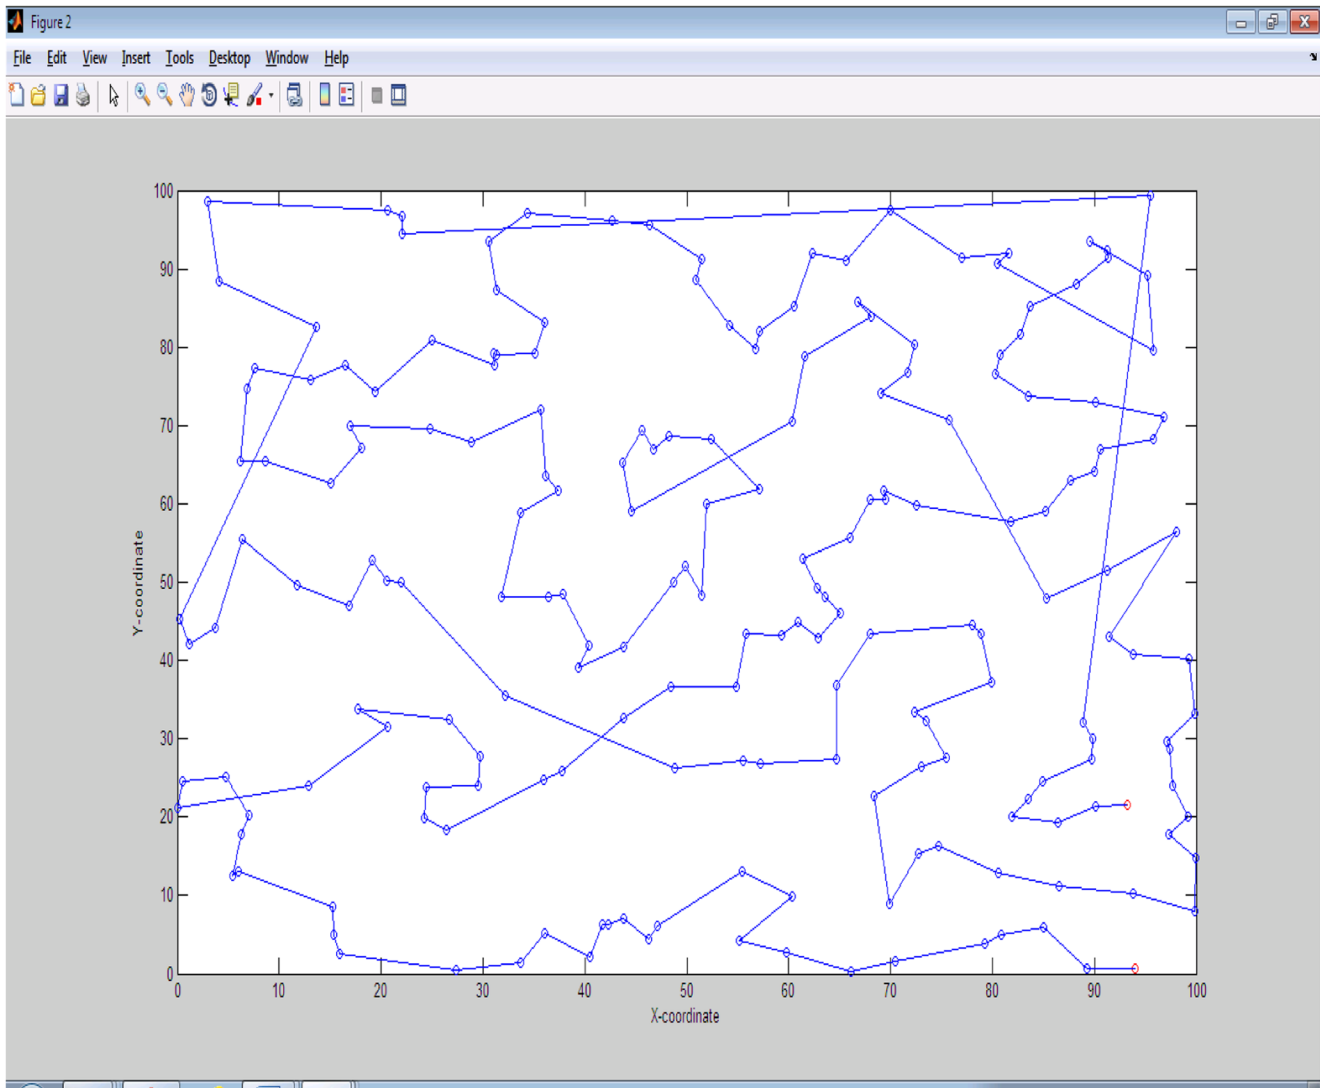 Figure 2
File Edit View Insert Tools Desktop Window Help
100
90
80
70
60
50
40
30
20
10
0
Y-coordinate
0 10 20 30 40 50 60 70 80 90 100
X-coordinate